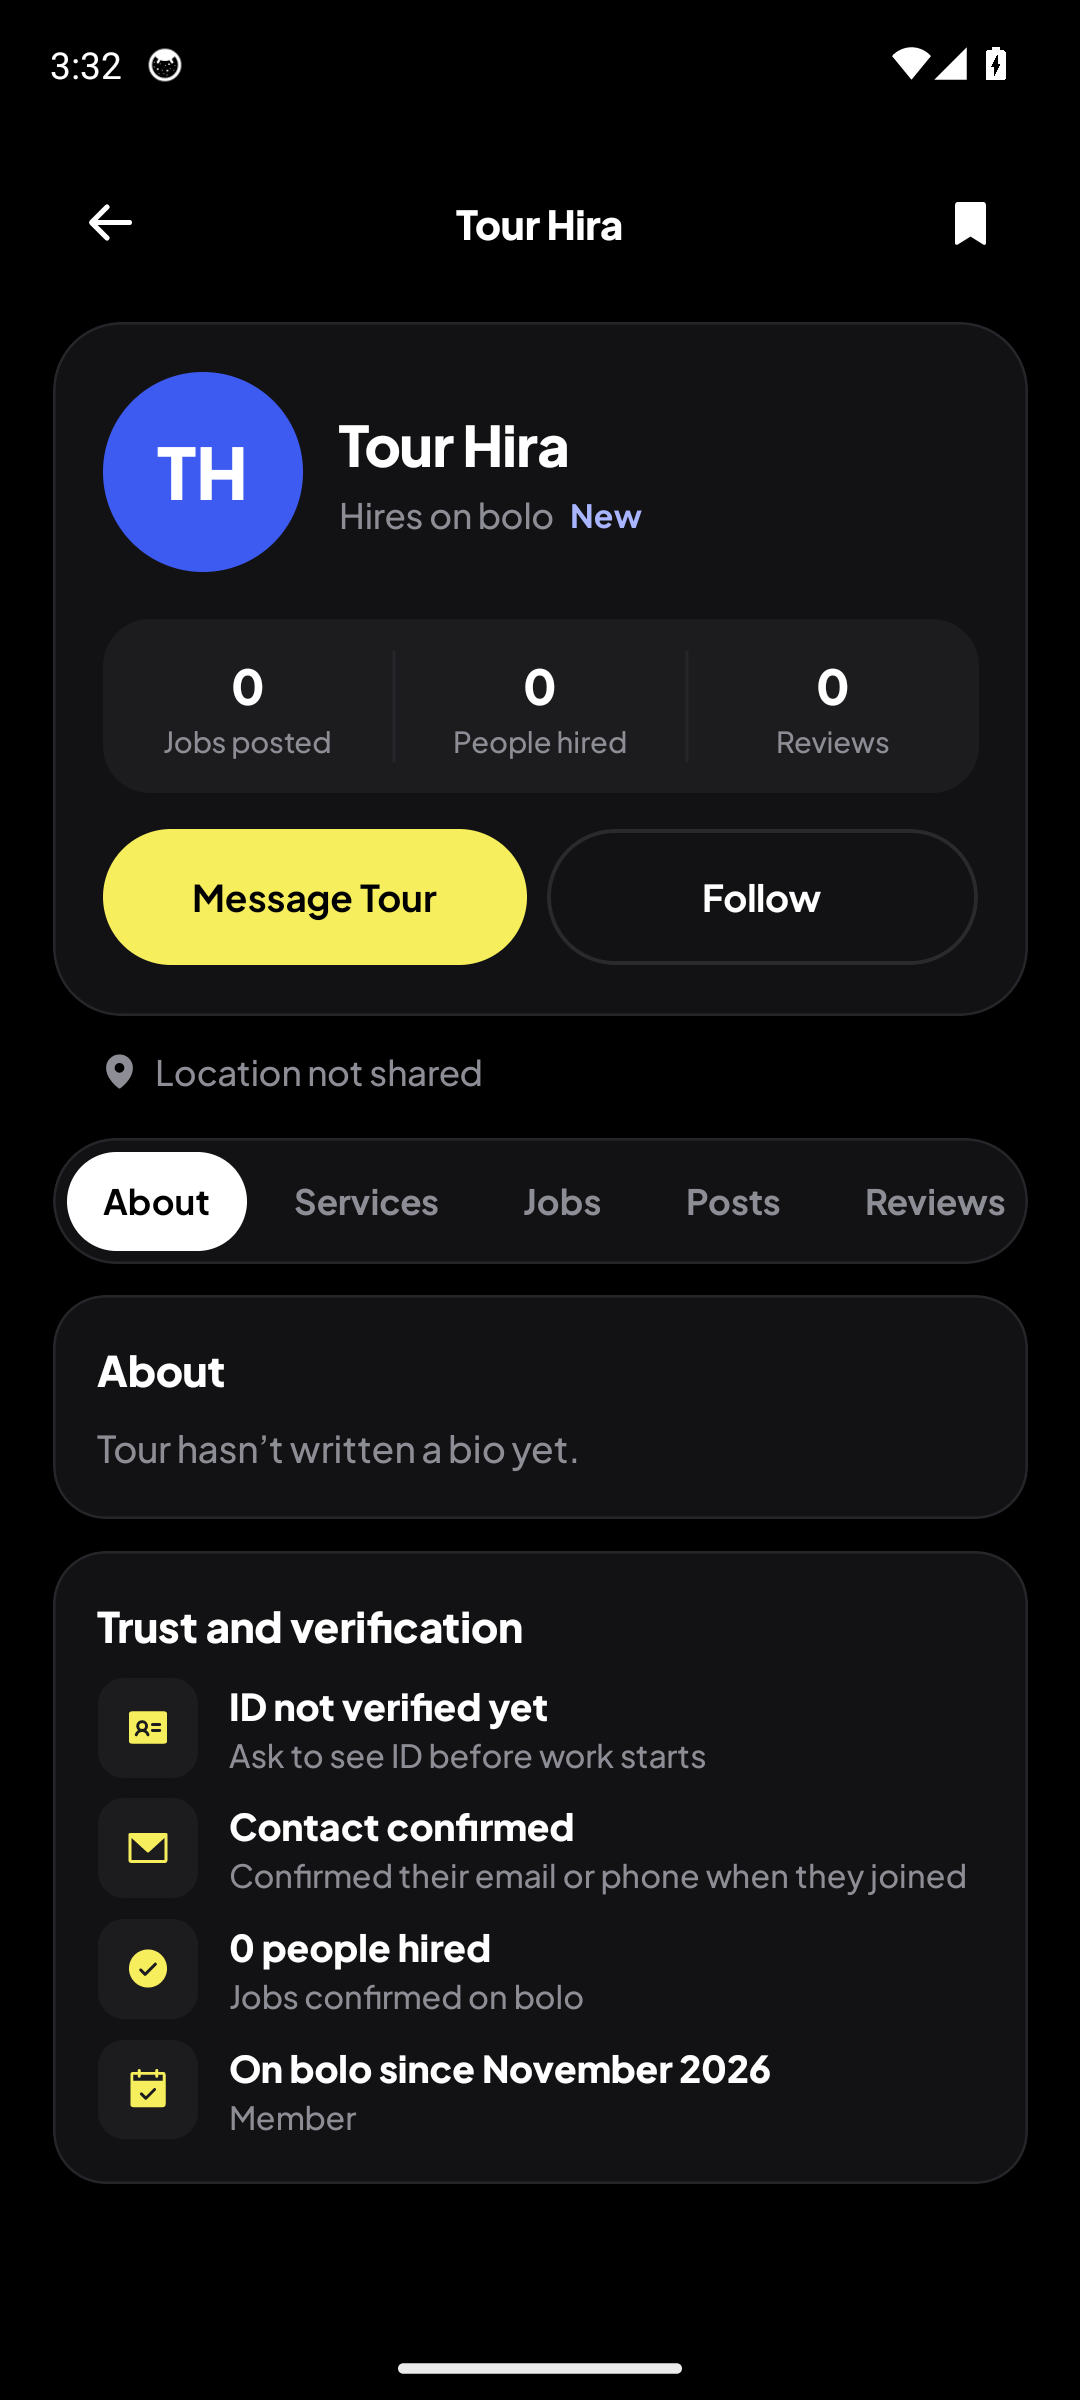 3:32
Tour Hira
TH
Tour Hira
Hires on bolo New
0
Jobs posted
0
People hired
0
Reviews
Message Tour
Follow
Location not shared
About
Services
Jobs
Posts
Reviews
About
Tour hasn’t written a bio yet.
Trust and verification
ID not verified yet
Ask to see ID before work starts
Contact confirmed
Confirmed their email or phone when they joined
0 people hired
Jobs confirmed on bolo
On bolo since November 2026
Member